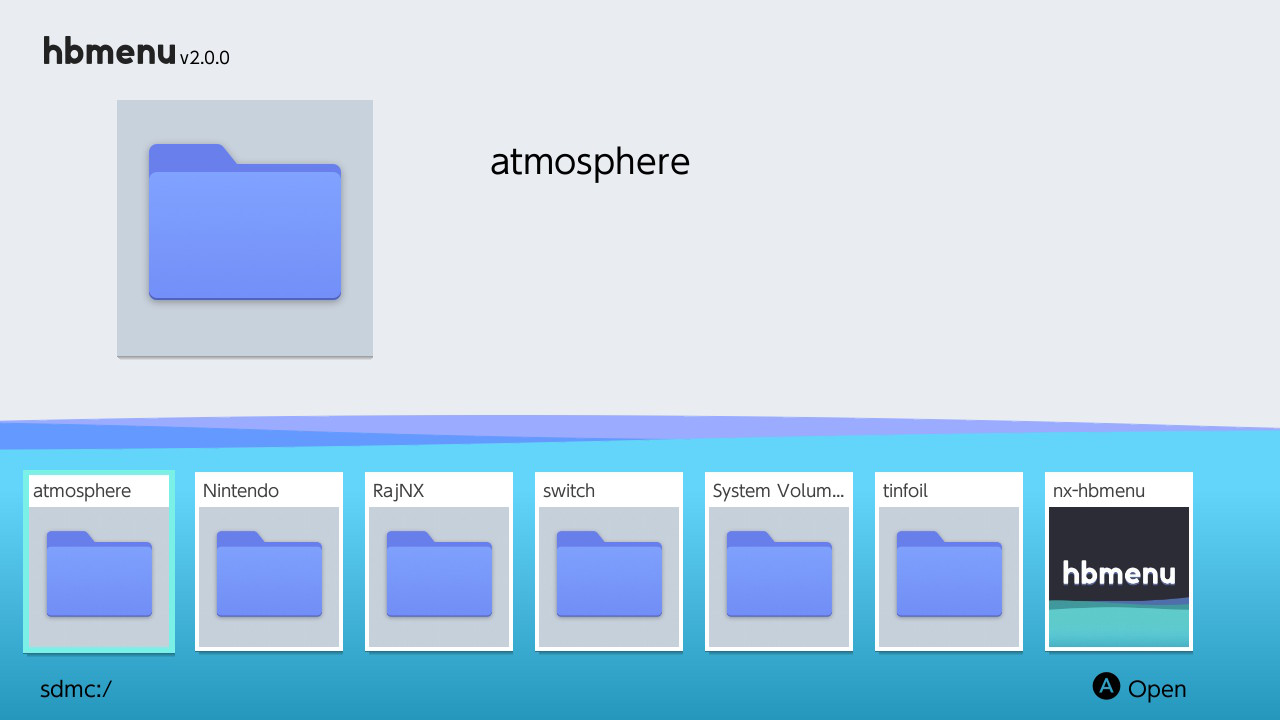 hbmenu v2.0.0
atmosphere
atmosphere
Nintendo
RajNX
switch
System Volum...
tinfoil
nx-hbmenu
hbmenu
sdmc:/
A Open